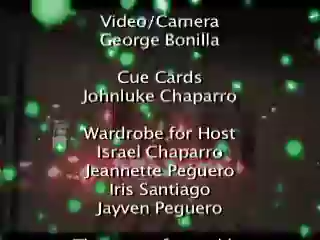 Video/Camera
George Bonilla
Cue Cards
Johnluke Chaparro
Wardrobe for Host
Israel Chaparro
Jeannette Peguero
Iris Santiago
Jayven Peguero